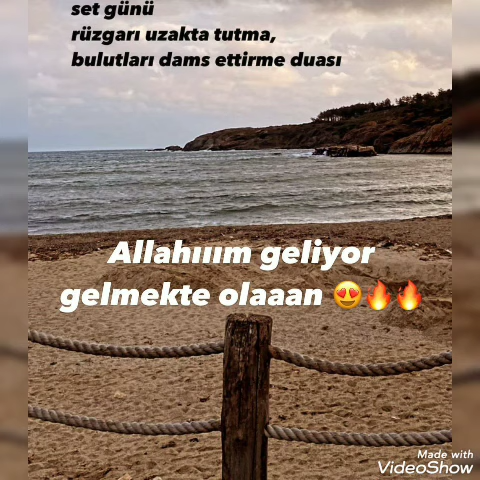 set günü
rüzgarı uzakta tutma,
bulutları dams ettirme duası
Allahıııım geliyor
gelmekte olaaan 😍🔥🔥
Made with
VideoShow